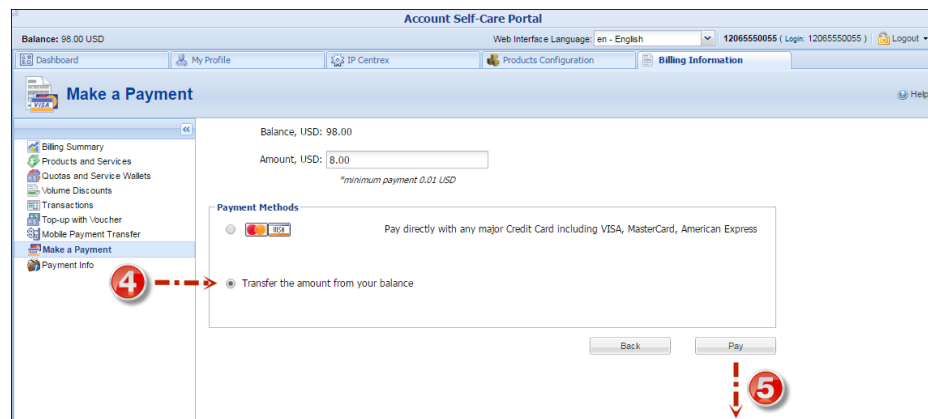 Account Self-Care Portal
Balance: 98.00 USD
Web Interface Language: en - English
12065550055 ( Login: 12065550055 )
Logout
Dashboard
My Profile
IP Centrex
Products Configuration
Billing Information
VISA
Make a Payment
Help
Billing Summary
Products and Services
Quotas and Service Wallets
Volume Discounts
Transactions
Top-up with Voucher
Mobile Payment Transfer
Make a Payment
Payment Info
Balance, USD: 98.00
Amount, USD: 8.00
*minimum payment 0.01 USD
Payment Methods
VISA
Pay directly with any major Credit Card including VISA, MasterCard, American Express
4
Transfer the amount from your balance
Back
Pay
5